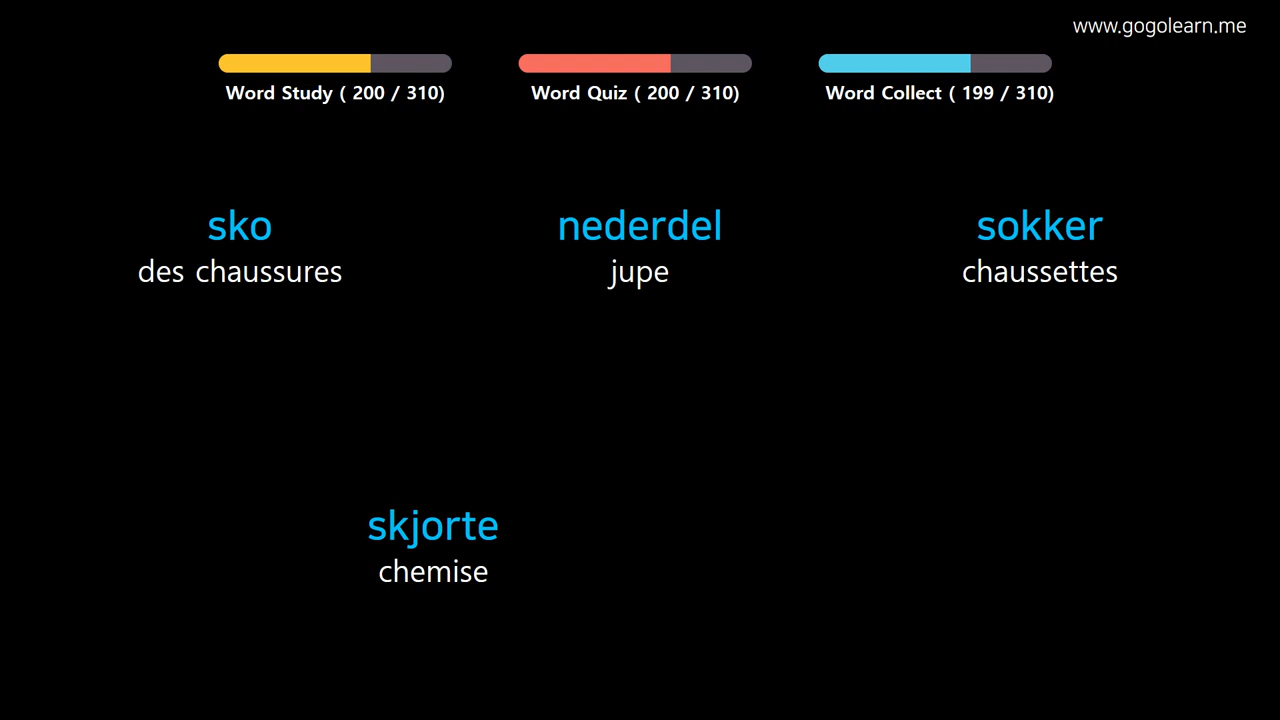 www.gogolearn.me
Word Study ( 200 / 310)
Word Quiz ( 200 / 310)
Word Collect ( 199 / 310)
sko
des chaussures
nederdel
jupe
sokker
chaussettes
skjorte
chemise